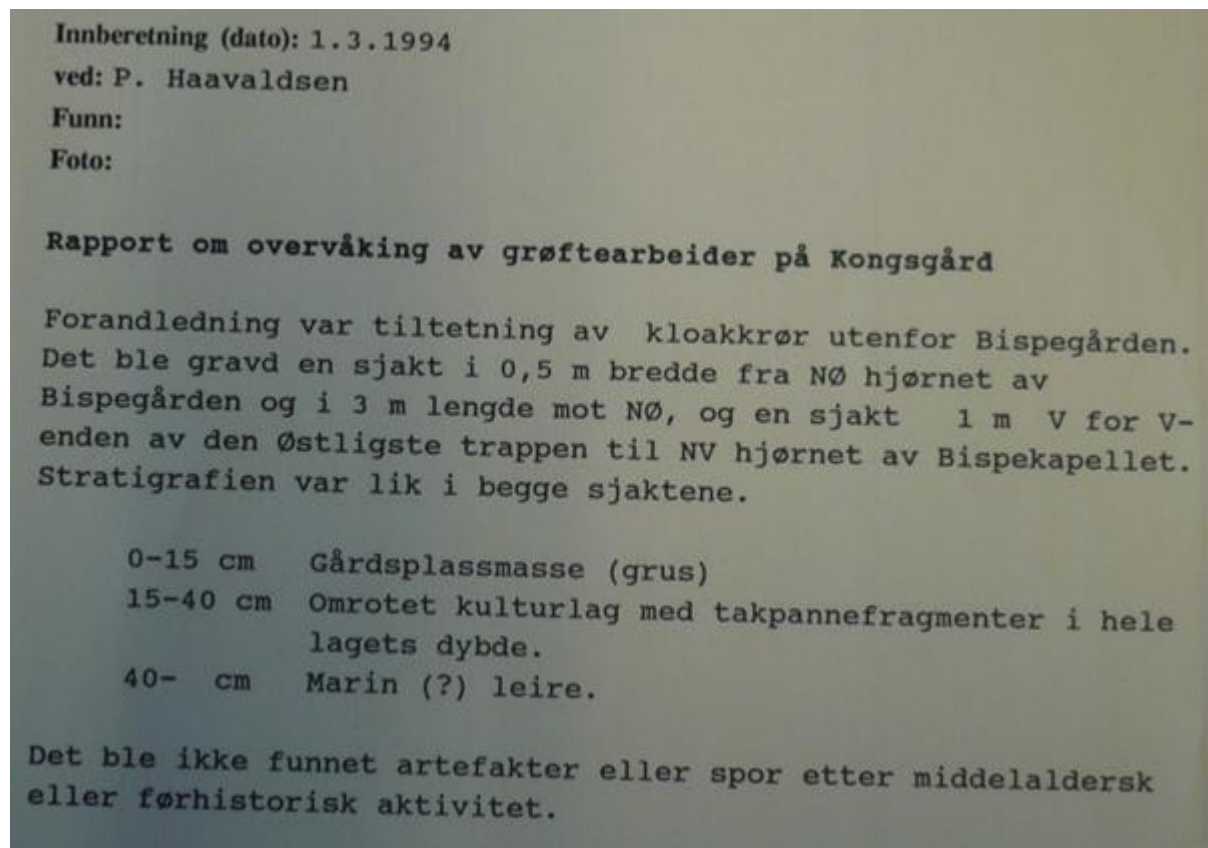 Innberetning (dato): 1.3.1994
ved: P. Haavaldsen
Funn:
Foto:
Rapport om overvåking av grøftearbeider på Kongsgård
Forandledning var tiltetning av kloakkrør utenfor Bispegården.
Det ble gravd en sjakt i 0,5 m bredde fra NØ hjørnet av
Bispegården og i 3 m lengde mot NØ, og en sjakt 1 m V for V-
enden av den Østligste trappen til NV hjørnet av Bispekapellet.
Stratigrafien var lik i begge sjaktene.
0-15 cm Gårdsplassmasse (grus)
15-40 cm Omrotet kulturlag med takpannefragmenter i hele
lagets dybde.
40- cm Marin (?) leire.
Det ble ikke funnet artefakter eller spor etter middelaldersk
eller førhistorisk aktivitet.